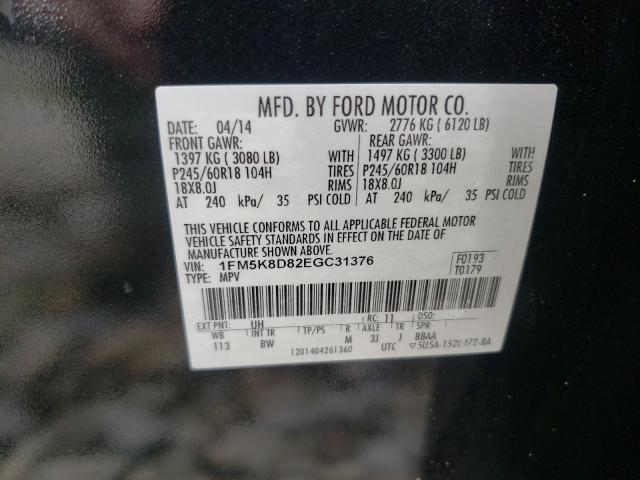 MFD. BY FORD MOTOR CO.
DATE: 04/14 GVWR: 2776 KG ( 6120 LB)
FRONT GAWR: REAR GAWR:
1397 KG ( 3080 LB) WITH 1497 KG ( 3300 LB) WITH
P245/60R18 104H TIRES P245/60R18 104H TIRES
18X8.0J RIMS 18X8.0J RIMS
AT 240 kPa/ 35 PSI COLD AT 240 kPa/ 35 PSI COLD
THIS VEHICLE CONFORMS TO ALL APPLICABLE FEDERAL MOTOR
VEHICLE SAFETY STANDARDS IN EFFECT ON THE DATE OF
MANUFACTURE SHOWN ABOVE.
VIN: 1FM5K8D82EGC31376 F0193
TYPE: MPV T0179
EXT PNT: UH RC: 11 DSO:
WB BRK INT TR TP/PS R AXLE TR SPR
113 BW M 3J J BBAA
1201404261360 UTC